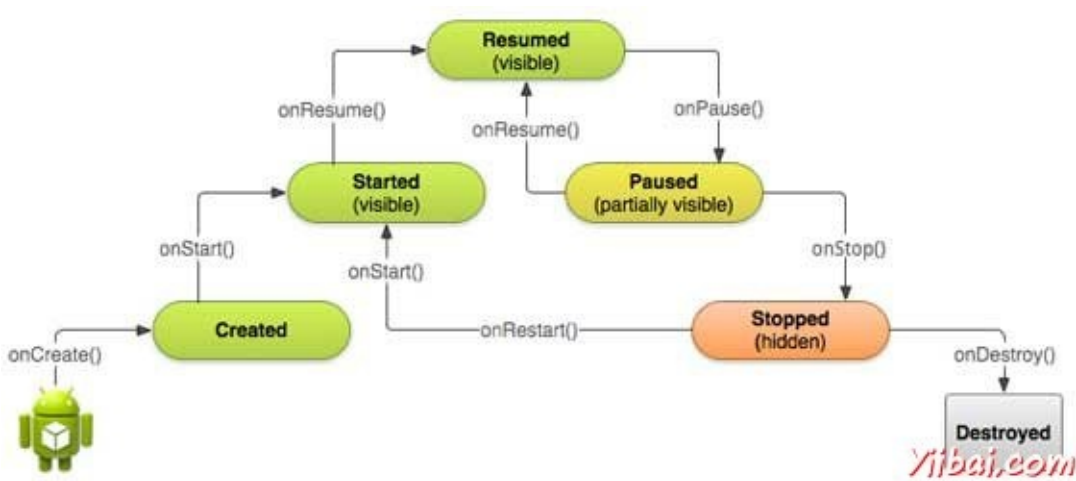 Resumed
(visible)
onResume()
onResume()
onPause()
Started
(visible)
Paused
(partially visible)
onStart()
onStart()
onStop()
Created
onRestart()
Stopped
(hidden)
onCreate()
onDestroy()
Destroyed
Yiibai.com